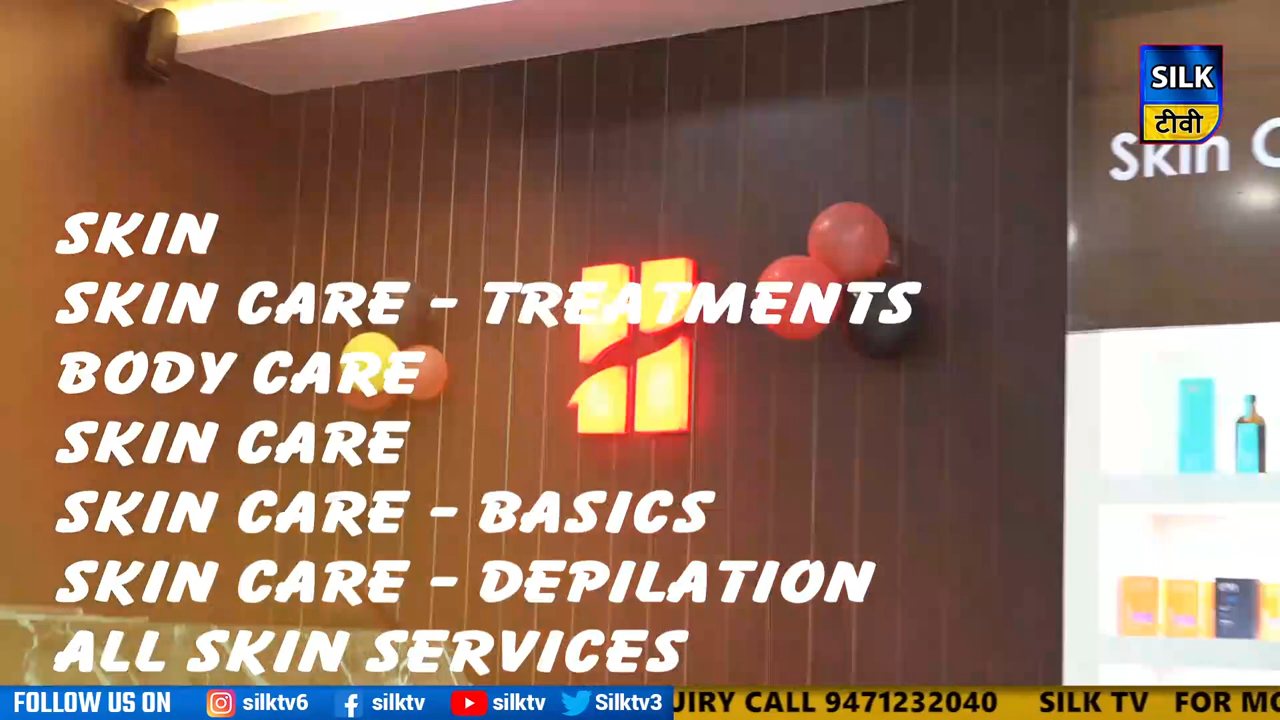 SILK
टीवी
Skin
SKIN
SKIN CARE - TREATMENTS
BODY CARE
SKIN CARE
SKIN CARE - BASICS
SKIN CARE - DEPILATION
ALL SKIN SERVICES
FOLLOW US ON silktv6 silktv silktv Silktv3 UIRY CALL 9471232040 SILK TV FOR MO